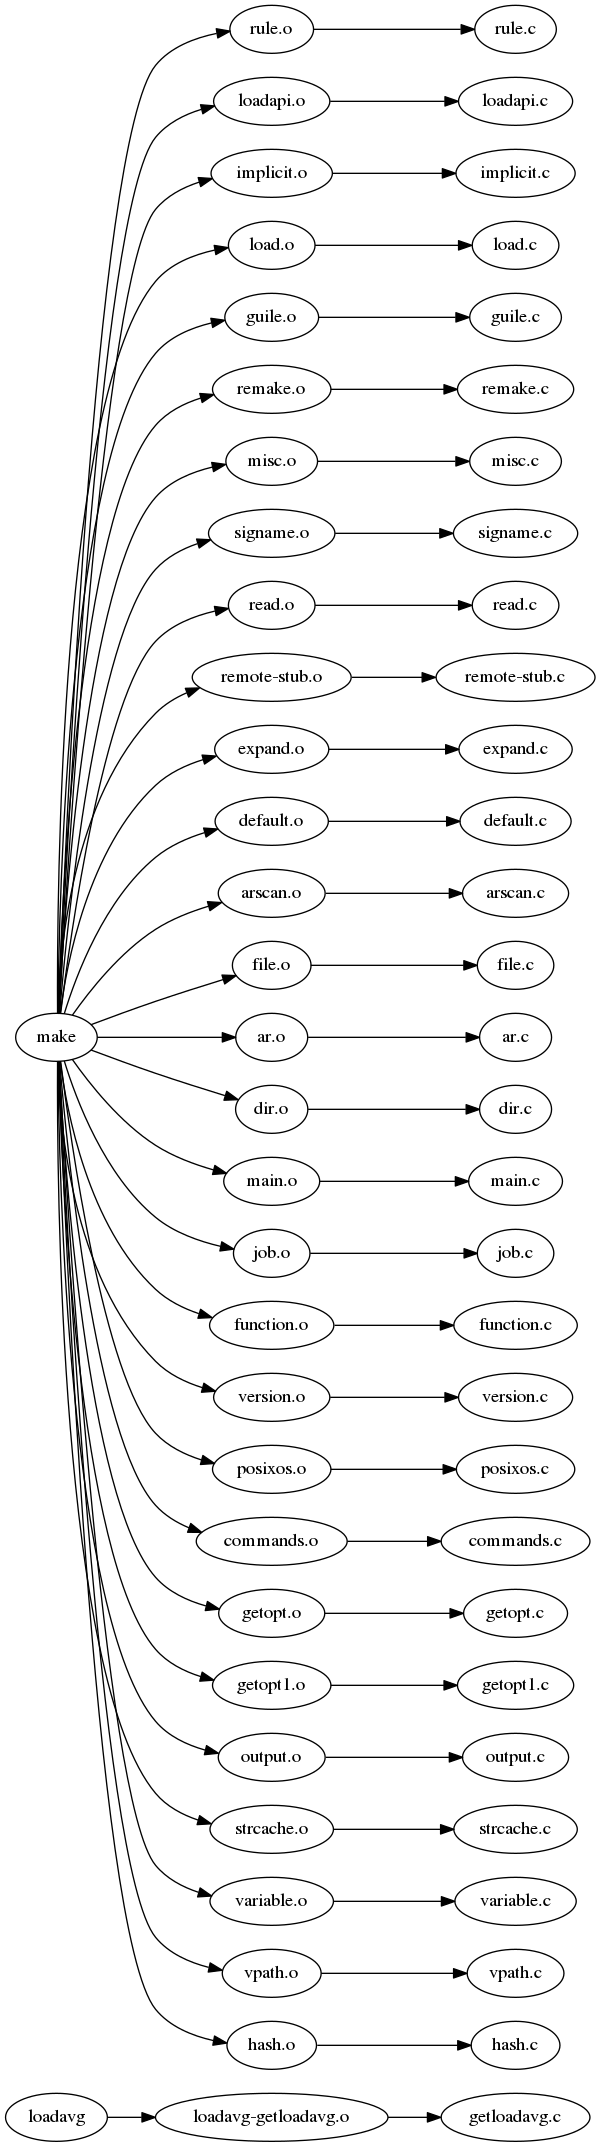 rule.o rule.c
loadapi.o loadapi.c
implicit.o implicit.c
load.o load.c
guile.o guile.c
remake.o remake.c
misc.o misc.c
signame.o signame.c
read.o read.c
remote-stub.o remote-stub.c
expand.o expand.c
default.o default.c
arscan.o arscan.c
file.o file.c
make ar.o ar.c
dir.o dir.c
main.o main.c
job.o job.c
function.o function.c
version.o version.c
posixos.o posixos.c
commands.o commands.c
getopt.o getopt.c
getopt1.o getopt1.c
output.o output.c
strcache.o strcache.c
variable.o variable.c
vpath.o vpath.c
hash.o hash.c
loadavg loadavg-getloadavg.o getloadavg.c